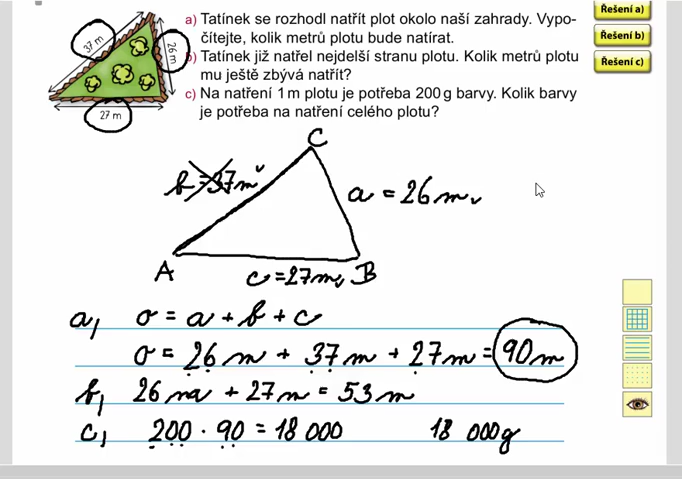 a) Tatínek se rozhodl natřít plot okolo naší zahrady. Vypo-
čítejte, kolik metrů plotu bude natírat.
b) Tatínek již natřel nejdelší stranu plotu. Kolik metrů plotu
mu ještě zbývá natřít?
c) Na natření 1 m plotu je potřeba 200 g barvy. Kolik barvy
je potřeba na natření celého plotu?
37 m
26 m
27 m
Řešení a)
Řešení b)
Řešení c)
C
b = 37 m
a = 26 m
A
c = 27 m
B
a, o = a + b + c
o = 26 m + 37 m + 27 m = 90 m
b, 26 m + 27 m = 53 m
c, 200 · 90 = 18 000 18 000 g